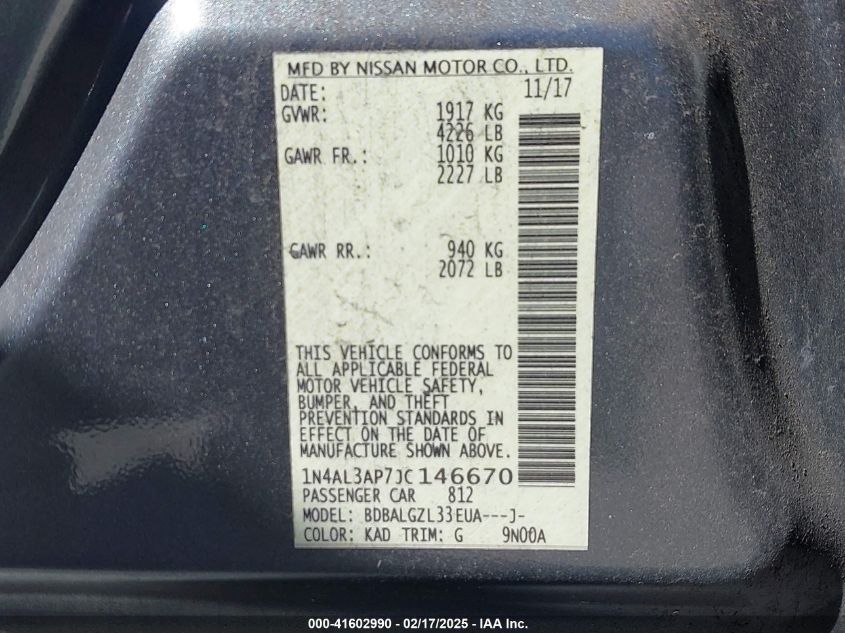 MFD BY NISSAN MOTOR CO., LTD.
DATE: 11/17
GVWR: 1917 KG
4226 LB
GAWR FR.: 1010 KG
2227 LB
GAWR RR.: 940 KG
2072 LB
THIS VEHICLE CONFORMS TO
ALL APPLICABLE FEDERAL
MOTOR VEHICLE SAFETY,
BUMPER, AND THEFT
PREVENTION STANDARDS IN
EFFECT ON THE DATE OF
MANUFACTURE SHOWN ABOVE.
1N4AL3AP7JC146670
PASSENGER CAR 812
MODEL: BDBALGZL33EUA---J-
COLOR: KAD TRIM: G 9N00A
000-41602990 - 02/17/2025 - IAA Inc.